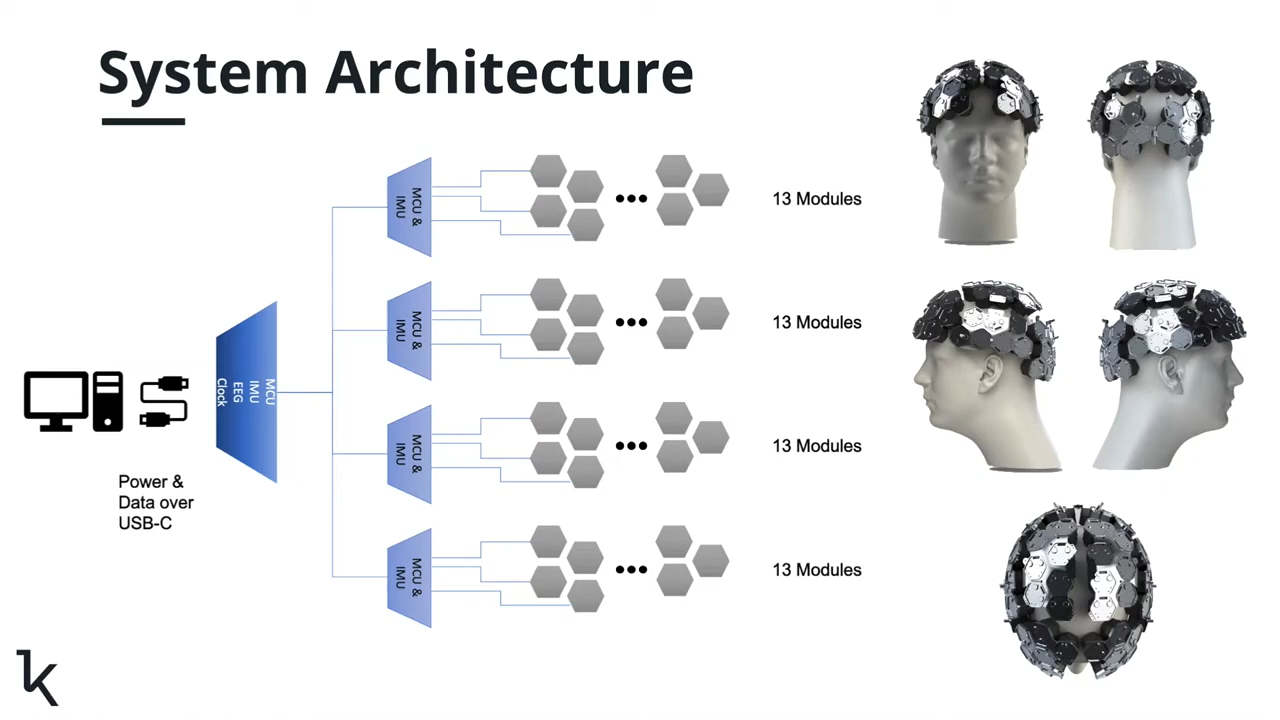 System Architecture
MCU & IMU
13 Modules
MCU & IMU
13 Modules
MCU
IMU
EEG
Clock
Power &
Data over
USB-C
MCU & IMU
13 Modules
MCU & IMU
13 Modules
k